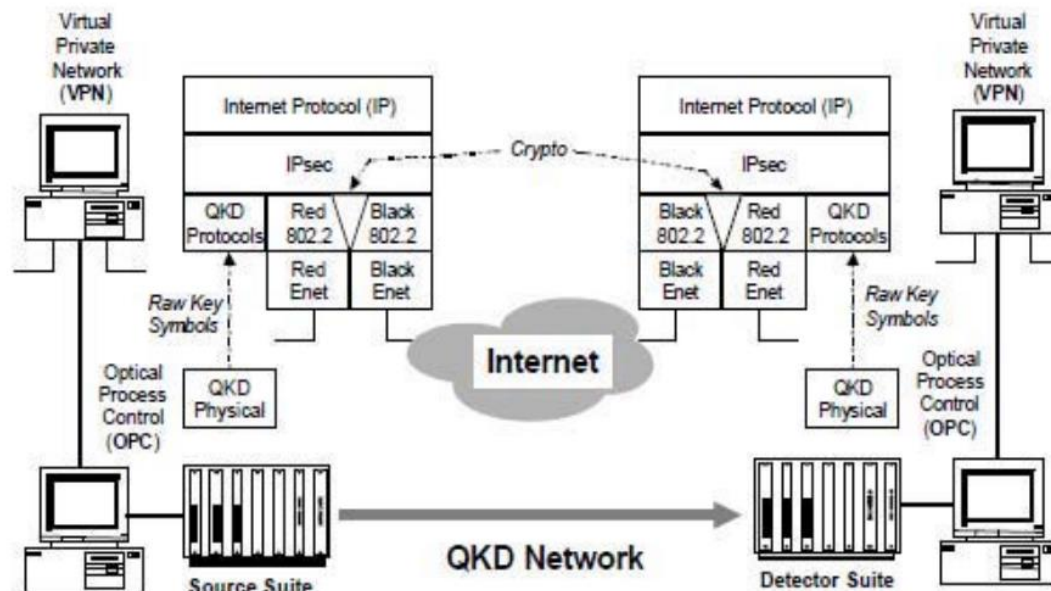 Virtual
Private
Network
(VPN)
Internet Protocol (IP)
IPsec
QKD
Protocols
Red
802.2
Black
802.2
Red
Enet
Black
Enet
Crypto
Internet Protocol (IP)
IPsec
Black
802.2
Red
802.2
QKD
Protocols
Black
Enet
Red
Enet
Virtual
Private
Network
(VPN)
Raw Key
Symbols
Internet
Raw Key
Symbols
Optical
Process
Control
(OPC)
QKD
Physical
QKD
Physical
Optical
Process
Control
(OPC)
QKD Network
Source Suite
Detector Suite